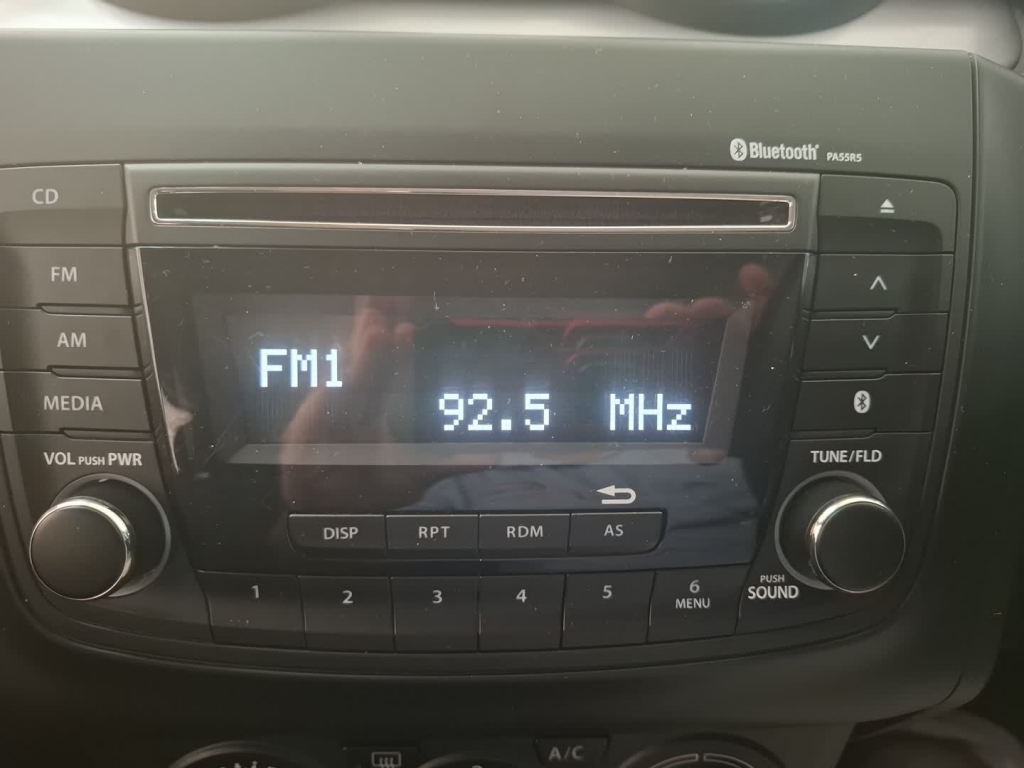 Bluetooth PA55R5
CD
FM
AM
MEDIA
VOL PUSH PWR
FM1
92.5 MHz
TUNE/FLD
DISP
RPT
RDM
AS
1
2
3
4
5
6
MENU
PUSH
SOUND
A/C